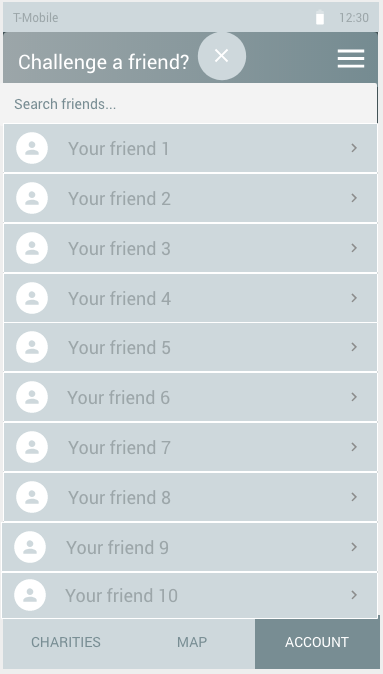 T-Mobile 12:30
Challenge a friend?
Search friends...
Your friend 1
Your friend 2
Your friend 3
Your friend 4
Your friend 5
Your friend 6
Your friend 7
Your friend 8
Your friend 9
Your friend 10
CHARITIES MAP ACCOUNT